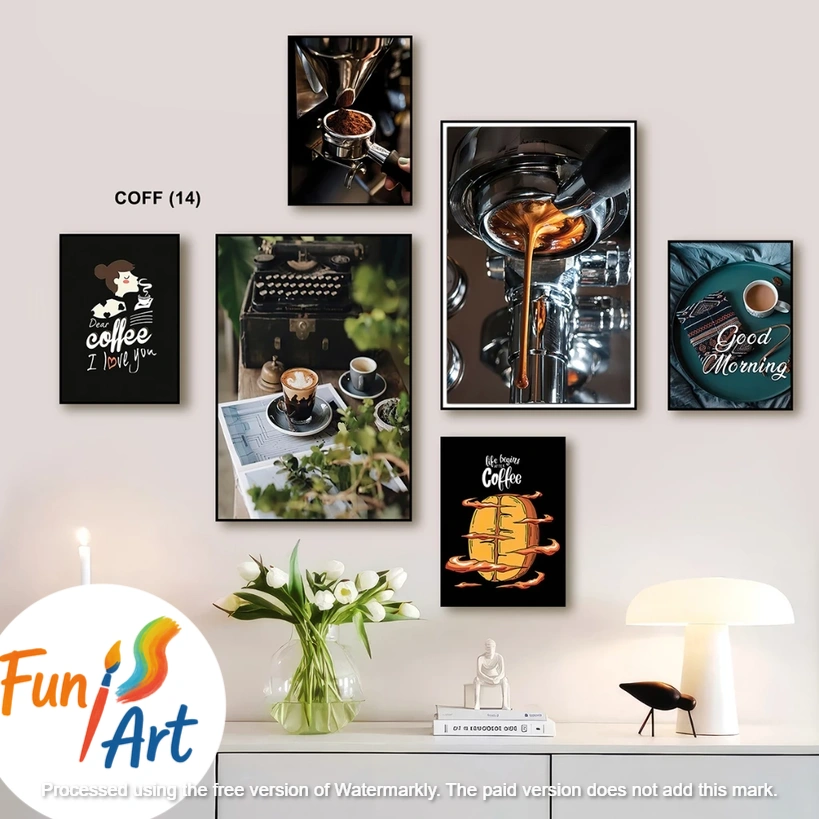 COFF (14)
Dear
coffee
I love you
Good
Morning
life begins
AFTER
Coffee
Fun
Art
Processed using the free version of Watermarkly. The paid version does not add this mark.